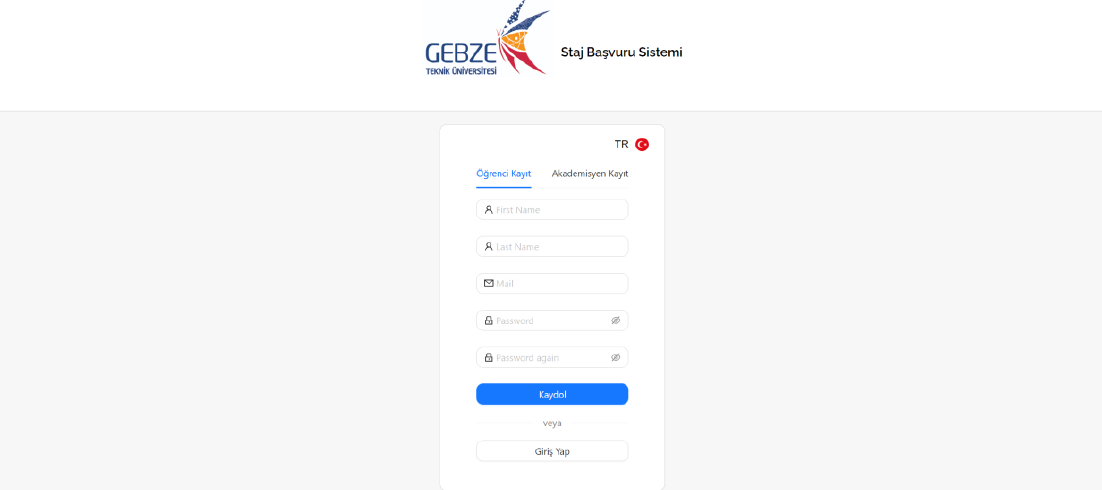 GEBZE
TEKNİK ÜNİVERSİTESİ
Staj Başvuru Sistemi
TR
Öğrenci Kayıt Akademisyen Kayıt
First Name
Last Name
Mail
Password
Password again
Kaydol
veya
Giriş Yap